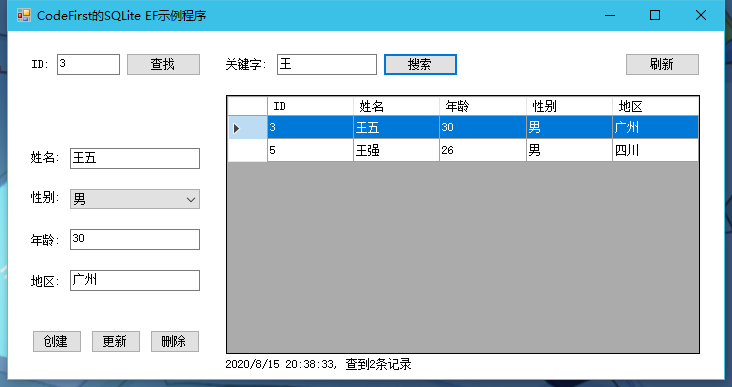 CodeFirst的SQLite EF示例程序
ID: 3 查找 关键字: 王 搜索 刷新
ID 姓名 年龄 性别 地区
3 王五 30 男 广州
5 王强 26 男 四川
姓名: 王五
性别: 男
年龄: 30
地区: 广州
创建 更新 删除
2020/8/15 20:38:33, 查到2条记录